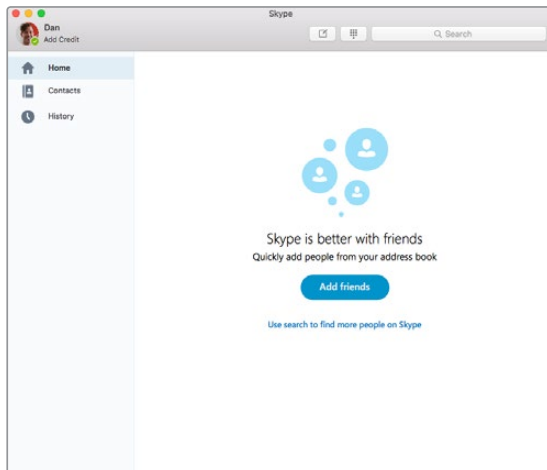 Skype
Dan
Add Credit
Search
Home
Contacts
History
Skype is better with friends
Quickly add people from your address book
Add friends
Use search to find more people on Skype